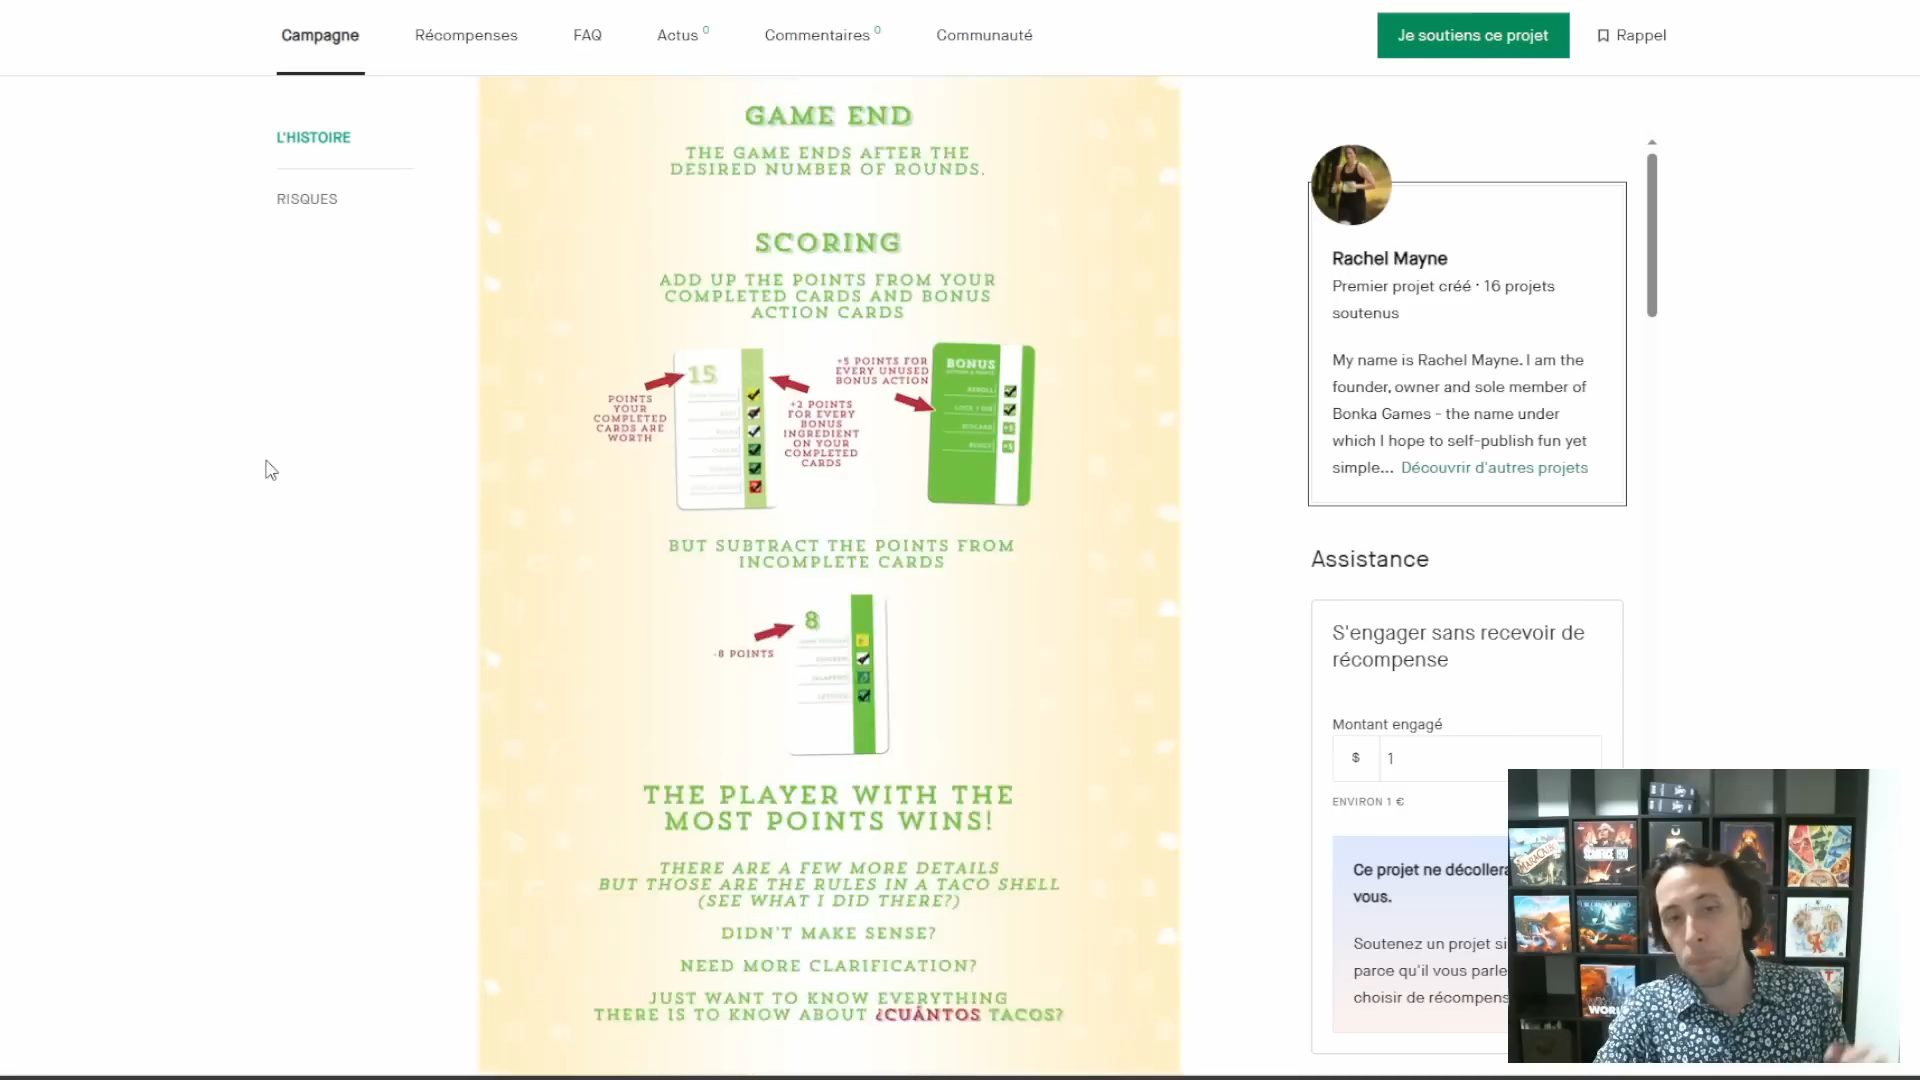 Campagne
Récompenses
FAQ
Actus 0
Commentaires 0
Communauté
Je soutiens ce projet
Rappel
L'HISTOIRE
RISQUES
GAME END
THE GAME ENDS AFTER THE
DESIRED NUMBER OF ROUNDS.
SCORING
ADD UP THE POINTS FROM YOUR
COMPLETED CARDS AND BONUS
ACTION CARDS
15
POINTS
YOUR
COMPLETED
CARDS ARE
WORTH
+2 POINTS
FOR EVERY
BONUS
INGREDIENT
ON YOUR
COMPLETED
CARDS
+5 POINTS FOR
EVERY UNUSED
BONUS ACTION
BONUS
REROLL
DISCARD
+5
+5
BUT SUBTRACT THE POINTS FROM
INCOMPLETE CARDS
8
-8 POINTS
CHICKEN
JALAPEÑO
LETTUCE
THE PLAYER WITH THE
MOST POINTS WINS!
THERE ARE A FEW MORE DETAILS
BUT THOSE ARE THE RULES IN A TACO SHELL
(SEE WHAT I DID THERE?)
DIDN'T MAKE SENSE?
NEED MORE CLARIFICATION?
JUST WANT TO KNOW EVERYTHING
THERE IS TO KNOW ABOUT ¿CUÁNTOS TACOS?
Rachel Mayne
Premier projet créé · 16 projets
soutenus
My name is Rachel Mayne. I am the
founder, owner and sole member of
Bonka Games - the name under
which I hope to self-publish fun yet
simple... Découvrir d'autres projets
Assistance
S'engager sans recevoir de
récompense
Montant engagé
$ 1
ENVIRON 1 €
Ce projet ne décollera
vous.
Soutenez un projet si
parce qu'il vous parle
choisir de récompens
MARACAIBO